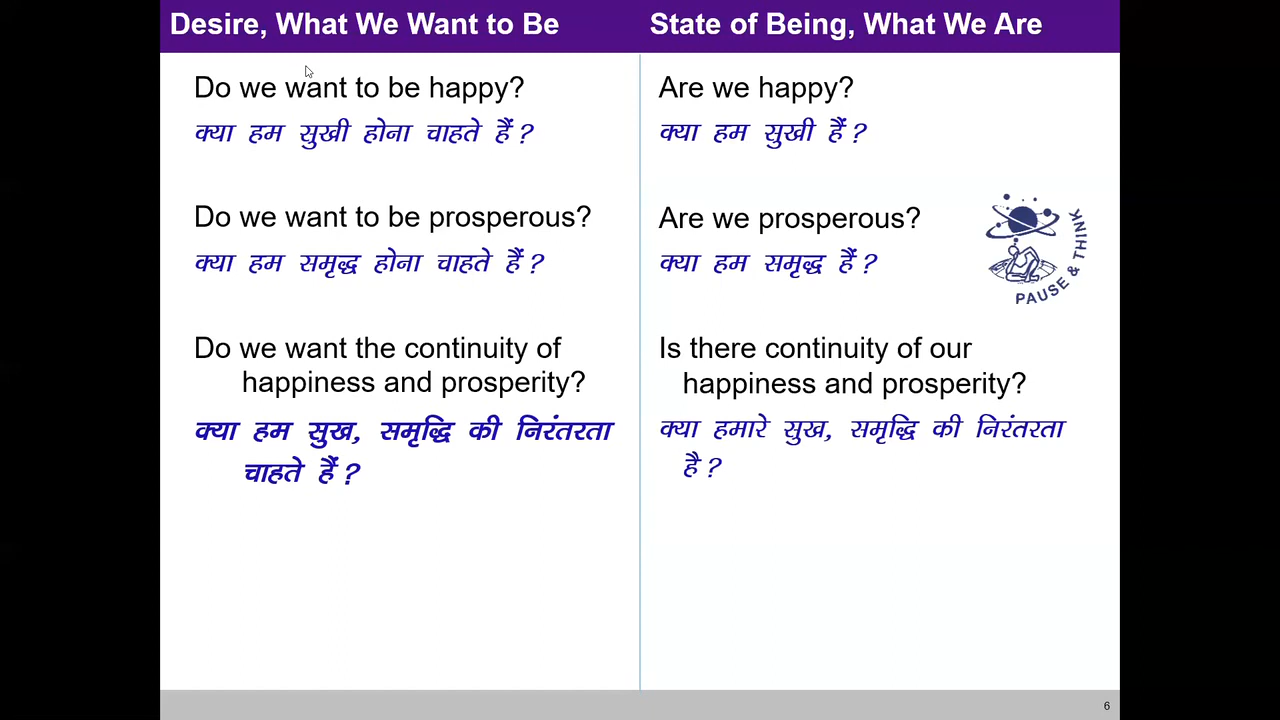 Desire, What We Want to Be
Do we want to be happy?
क्या हम सुखी होना चाहते हैं ?
Do we want to be prosperous?
क्या हम समृद्ध होना चाहते हैं ?
Do we want the continuity of
happiness and prosperity?
क्या हम सुख, समृद्धि की निरंतरता
चाहते हैं ?
State of Being, What We Are
Are we happy?
क्या हम सुखी हैं ?
Are we prosperous?
क्या हम समृद्ध हैं ?
PAUSE & THINK
Is there continuity of our
happiness and prosperity?
क्या हमारे सुख, समृद्धि की निरंतरता
है ?
6